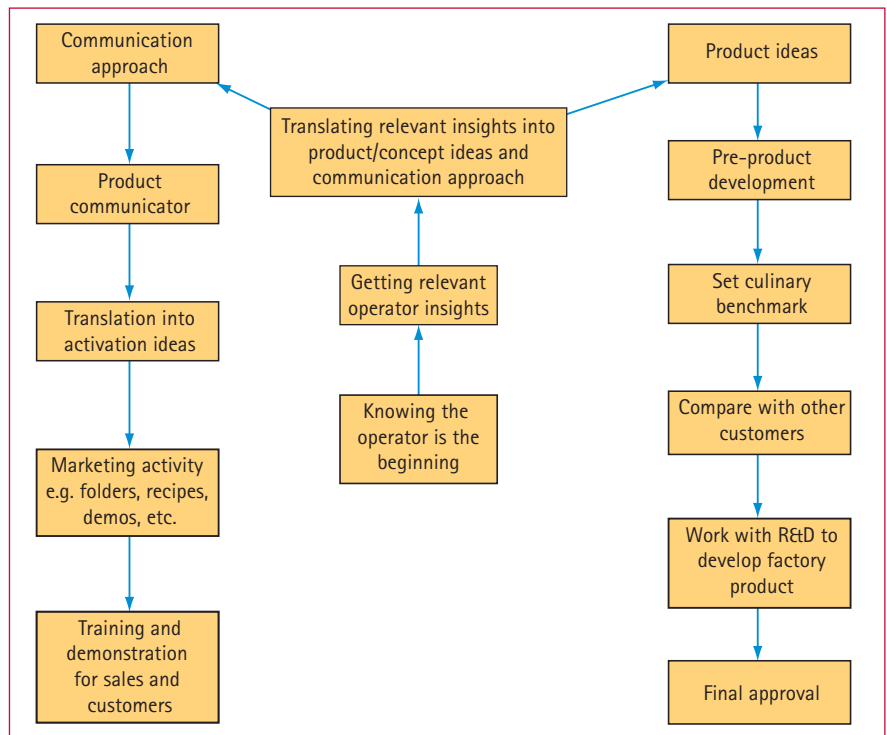 Communication
approach
Product ideas
Translating relevant insights into
product/concept ideas and
communication approach
Pre-product
development
Product
communicator
Getting relevant
operator insights
Set culinary
benchmark
Translation into
activation ideas
Knowing the
operator is the
beginning
Compare with other
customers
Marketing activity
e.g. folders, recipes,
demos, etc.
Work with R&D to
develop factory
product
Training and
demonstration
for sales and
customers
Final approval